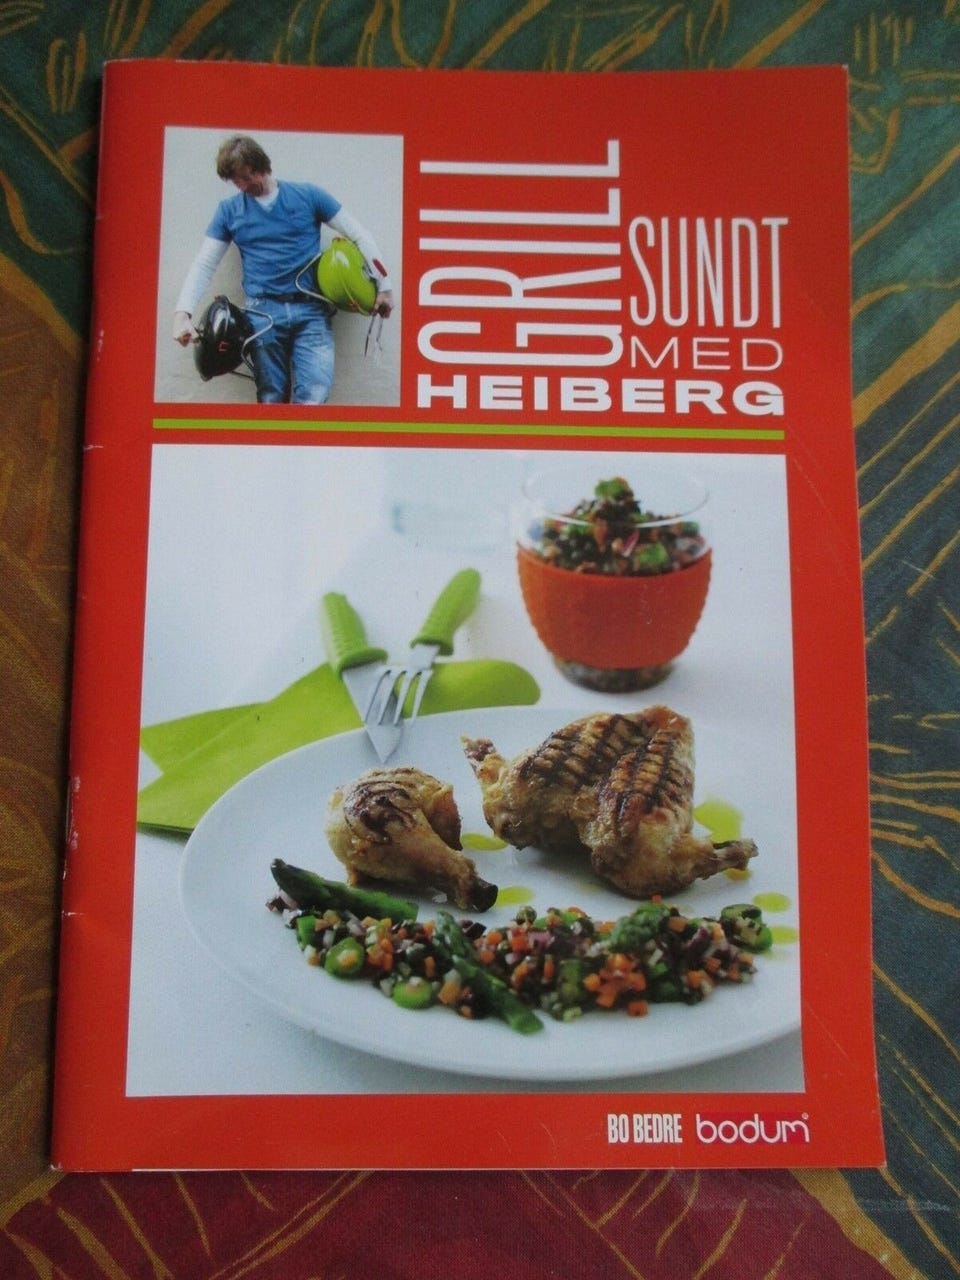 GRILL
SUNDT
MED
HEIBERG
BO BEDRE bodum®